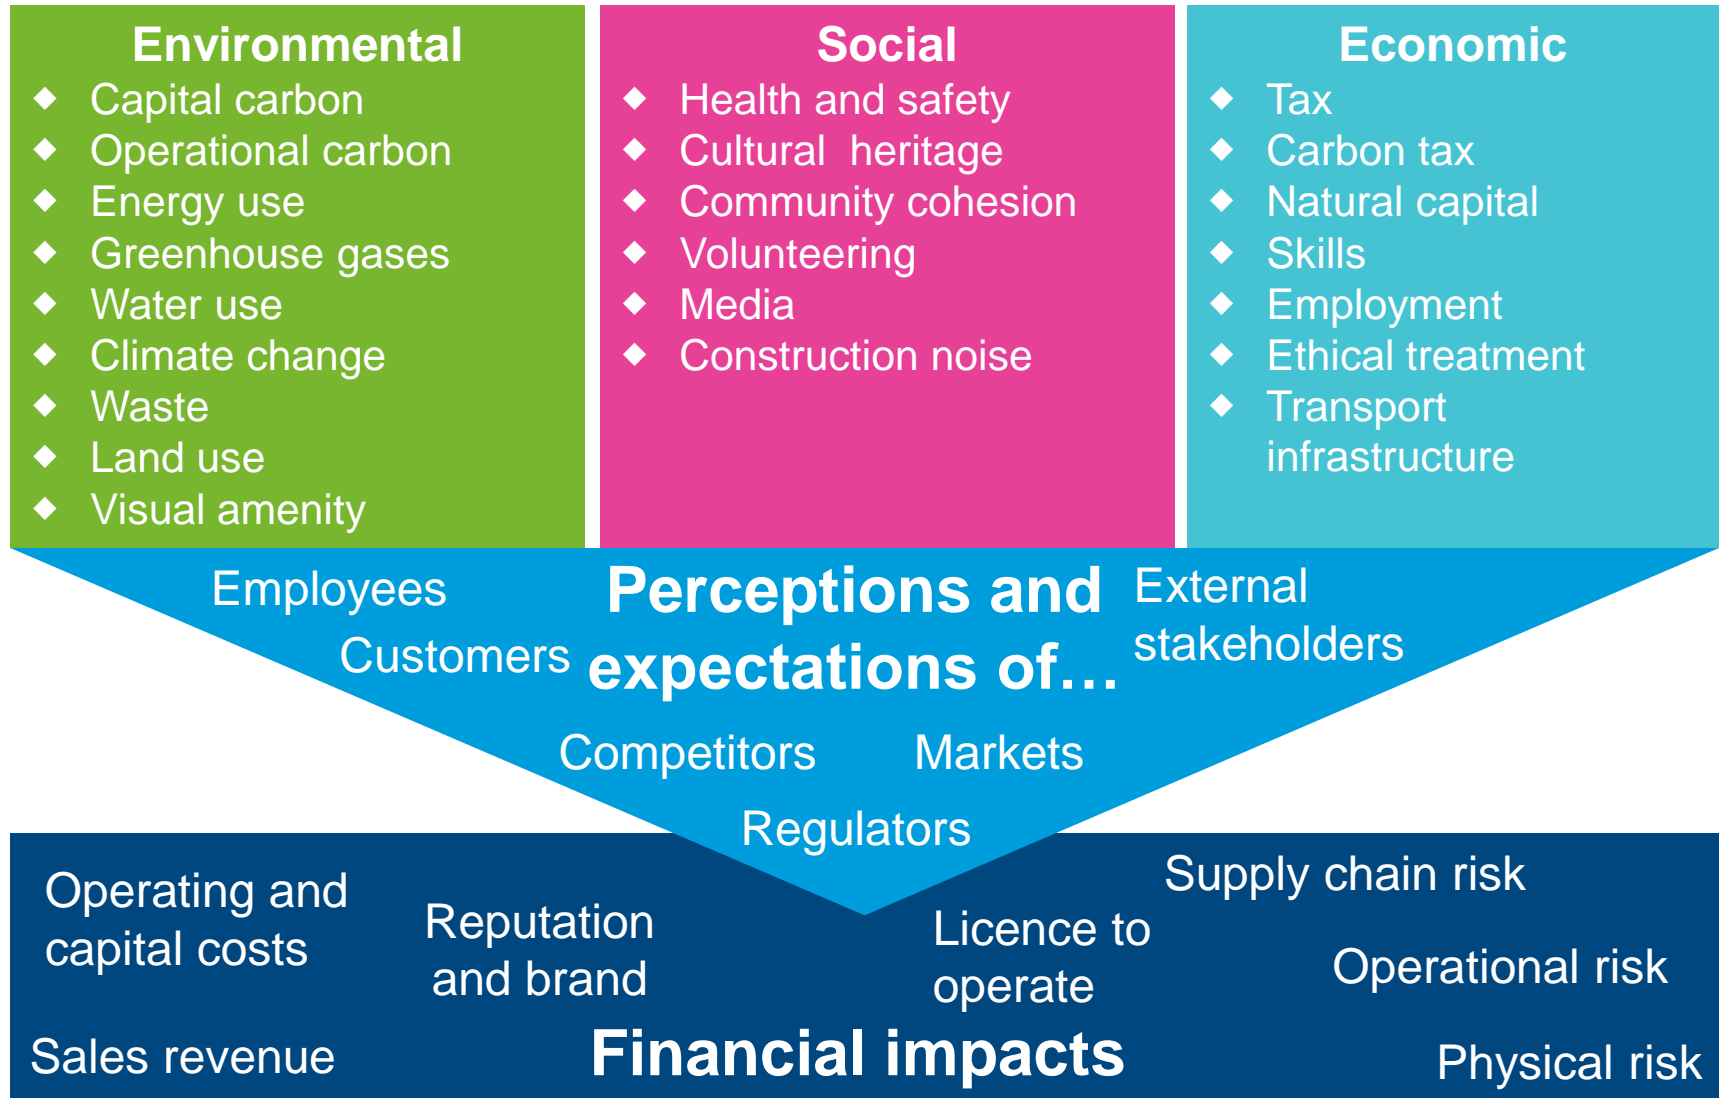 Environmental
◆ Capital carbon
◆ Operational carbon
◆ Energy use
◆ Greenhouse gases
◆ Water use
◆ Climate change
◆ Waste
◆ Land use
◆ Visual amenity
Social
◆ Health and safety
◆ Cultural heritage
◆ Community cohesion
◆ Volunteering
◆ Media
◆ Construction noise
Economic
◆ Tax
◆ Carbon tax
◆ Natural capital
◆ Skills
◆ Employment
◆ Ethical treatment
◆ Transport
infrastructure
Perceptions and
expectations of…
Employees
Customers
External
stakeholders
Competitors
Markets
Regulators
Operating and
capital costs
Reputation
and brand
Licence to
operate
Supply chain risk
Operational risk
Sales revenue
Financial impacts
Physical risk